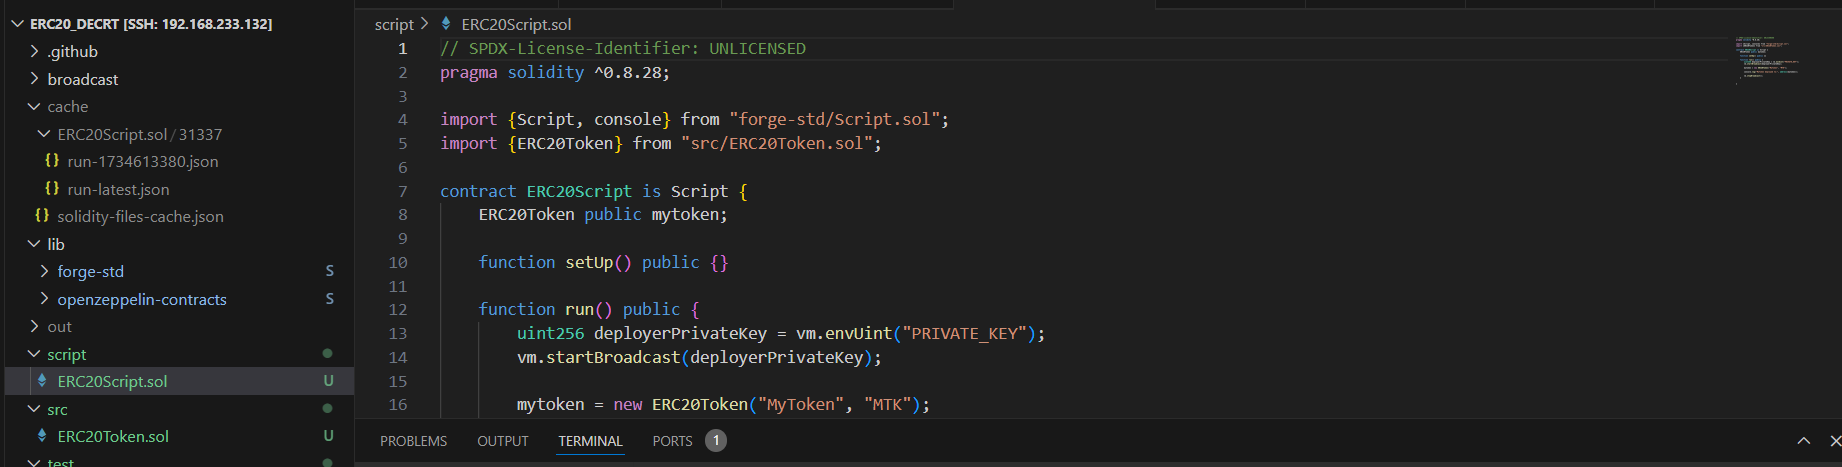 ERC20_DECRT [SSH: 192.168.233.132]
.github
broadcast
cache
ERC20Script.sol / 31337
{} run-1734613380.json
{} run-latest.json
{} solidity-files-cache.json
lib
forge-std S
openzeppelin-contracts S
out
script
ERC20Script.sol U
src
ERC20Token.sol U
test
script > ERC20Script.sol
1 // SPDX-License-Identifier: UNLICENSED
2 pragma solidity ^0.8.28;
3
4 import {Script, console} from "forge-std/Script.sol";
5 import {ERC20Token} from "src/ERC20Token.sol";
6
7 contract ERC20Script is Script {
8     ERC20Token public mytoken;
9
10     function setUp() public {}
11
12     function run() public {
13         uint256 deployerPrivateKey = vm.envUint("PRIVATE_KEY");
14         vm.startBroadcast(deployerPrivateKey);
15
16         mytoken = new ERC20Token("MyToken", "MTK");
PROBLEMS OUTPUT TERMINAL PORTS 1